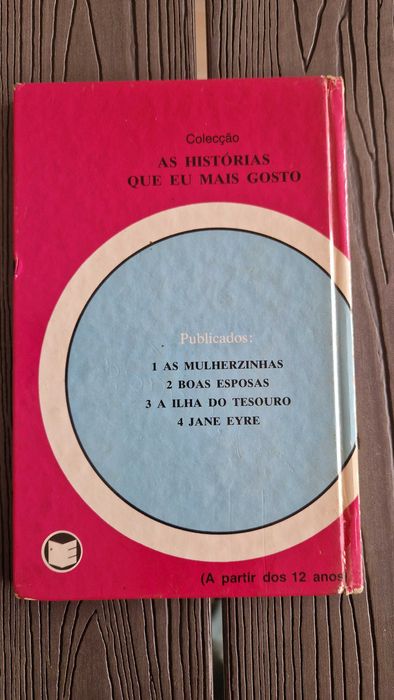 Colecção
AS HISTÓRIAS
QUE EU MAIS GOSTO
Publicados:
1 AS MULHERZINHAS
2 BOAS ESPOSAS
3 A ILHA DO TESOURO
4 JANE EYRE
(A partir dos 12 anos)